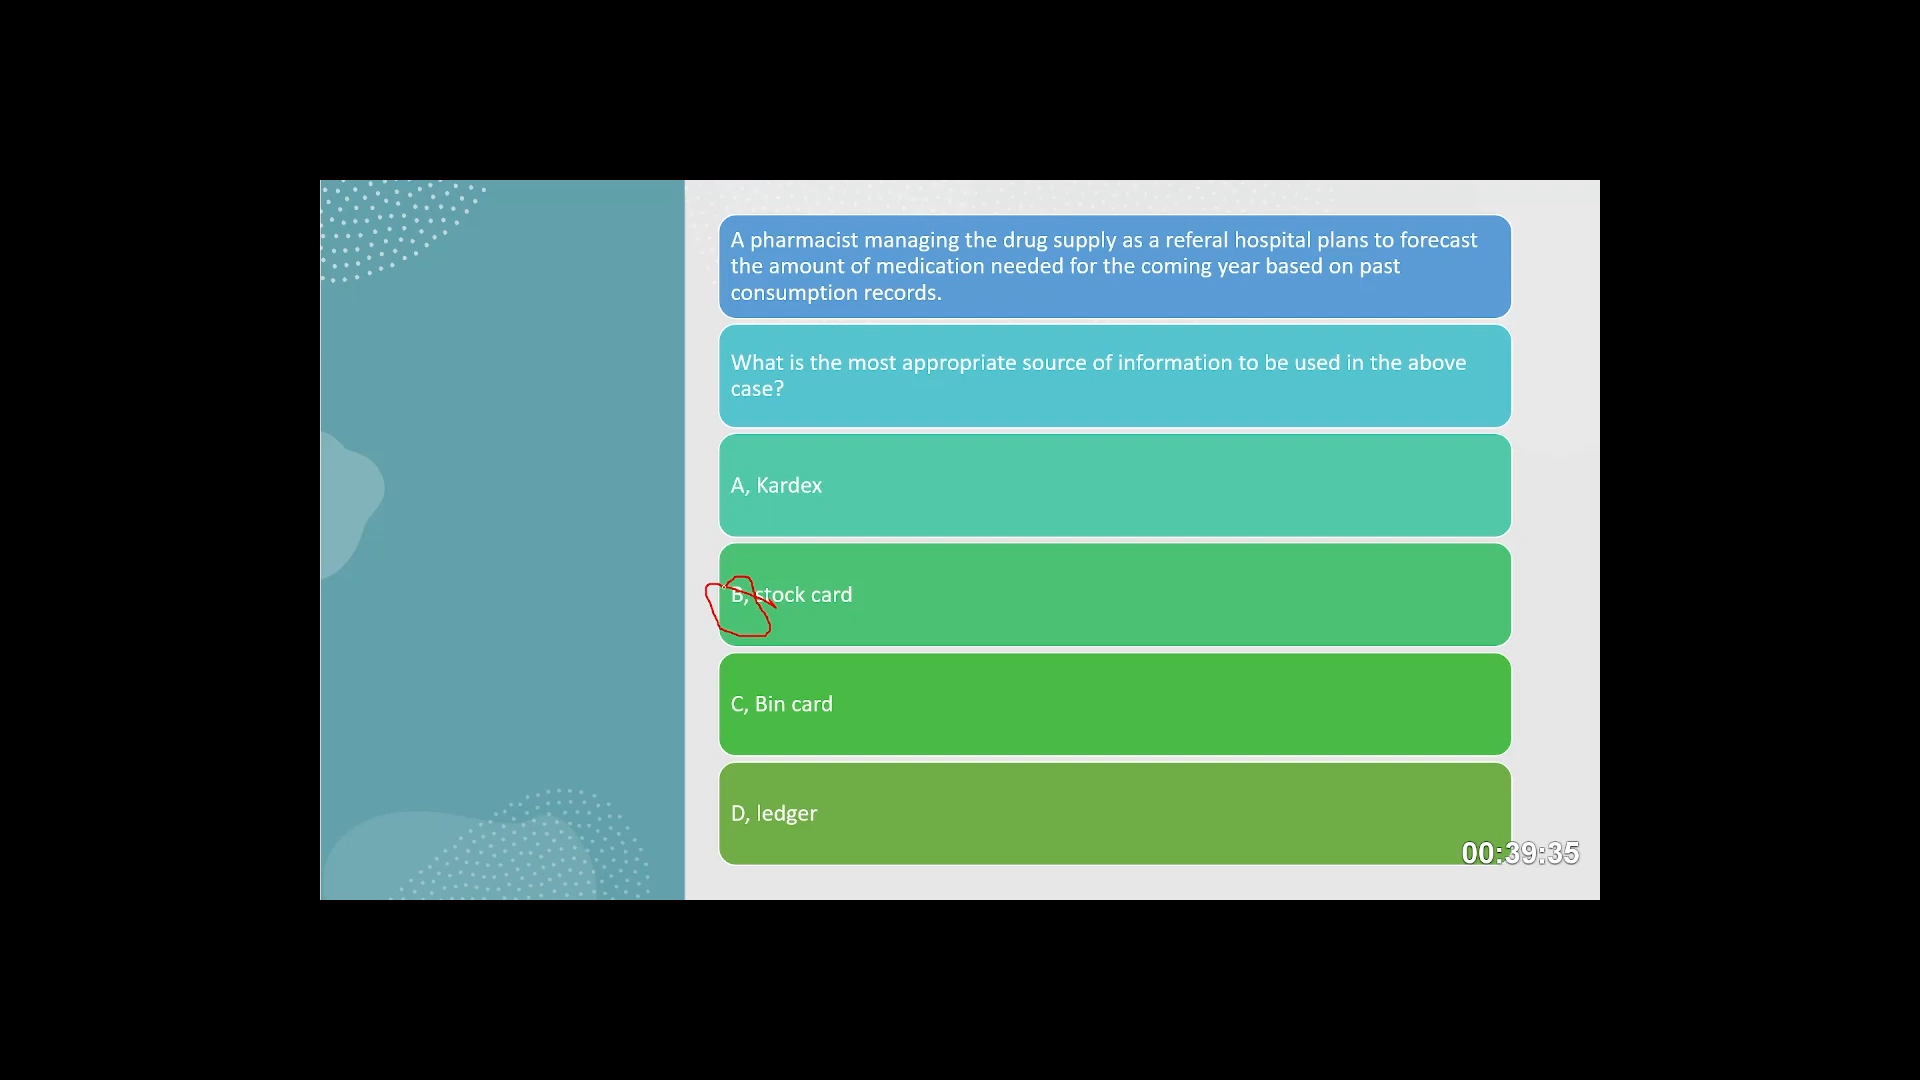 A pharmacist managing the drug supply as a referal hospital plans to forecast
the amount of medication needed for the coming year based on past
consumption records.
What is the most appropriate source of information to be used in the above
case?
A, Kardex
B, stock card
C, Bin card
D, ledger
00:39:35